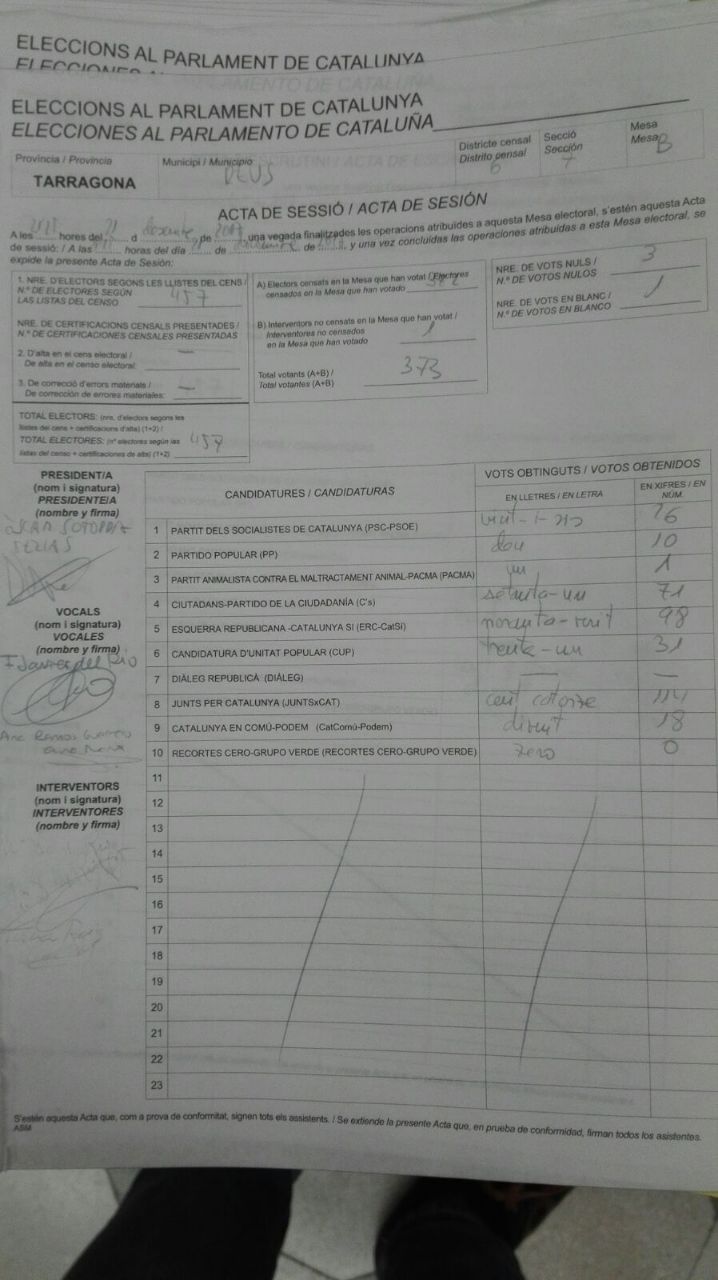 ELECCIONS AL PARLAMENT DE CATALUNYA
ELECCIONS AL PARLAMENT DE CATALUNYA
ELECCIONES AL PARLAMENTO DE CATALUÑA
Provincia / Provincia
TARRAGONA
Municipi / Municipio
REUS
Districte censal
Distrito censal
6
Secció
Sección
7
Mesa
Mesa
B
ACTA DE SESSIÓ / ACTA DE SESIÓN
A les hores del 21 d desembre de 2017, una vegada finalitzades les operacions atribuïdes a aquesta Mesa electoral, s'estén aquesta Acta
de sessió: / A las horas del día de de y una vez concluidas las operaciones atribuidas a esta Mesa electoral, se
expide la presente Acta de Sesión:
1. NRE. D'ELECTORS SEGONS LES LLISTES DEL CENS /
N.º DE ELECTORES SEGÚN
LAS LISTAS DEL CENSO
457
NRE. DE CERTIFICACIONS CENSALS PRESENTADES /
N.º DE CERTIFICACIONES CENSALES PRESENTADAS
2. D'alta en el cens electoral /
De alta en el censo electoral: —
3. De correcció d'errors materials /
De corrección de errores materiales: —
TOTAL ELECTORS: (nre. d'electors segons les
llistes del cens + certificacions d'alta) (1+2) /
TOTAL ELECTORES: (nº electores según las 457
listas del censo + certificaciones de alta) (1+2)
A) Electors censats en la Mesa que han votat / Electores
censados en la Mesa que han votado 372
B) Interventors no censats en la Mesa que han votat /
Interventores no censados
en la Mesa que han votado 1
Total votants (A+B) /
Total votantes (A+B) 373
NRE. DE VOTS NULS /
N.º DE VOTOS NULOS 3
NRE. DE VOTS EN BLANC /
N.º DE VOTOS EN BLANCO 1
PRESIDENT/A
(nom i signatura)
PRESIDENTE/A
(nombre y firma)
VOCALS
(nom i signatura)
VOCALES
(nombre y firma)
F. Javier del Río
Ana Ramos
INTERVENTORS
(nom i signatura)
INTERVENTORES
(nombre y firma)
CANDIDATURES / CANDIDATURAS
VOTS OBTINGUTS / VOTOS OBTENIDOS
EN LLETRES / EN LETRA
EN XIFRES / EN NÚM.
1 PARTIT DELS SOCIALISTES DE CATALUNYA (PSC-PSOE) vint-i-sis 26
2 PARTIDO POPULAR (PP) deu 10
3 PARTIT ANIMALISTA CONTRA EL MALTRACTAMENT ANIMAL-PACMA (PACMA) un 1
4 CIUTADANS-PARTIDO DE LA CIUDADANÍA (C's) setanta-un 71
5 ESQUERRA REPUBLICANA -CATALUNYA SÍ (ERC-CatSí) noranta-vuit 98
6 CANDIDATURA D'UNITAT POPULAR (CUP) trenta-un 31
7 DIÀLEG REPUBLICÀ (DIÀLEG) — —
8 JUNTS PER CATALUNYA (JUNTSxCAT) cent catorze 114
9 CATALUNYA EN COMÚ-PODEM (CatComú-Podem) divuit 18
10 RECORTES CERO-GRUPO VERDE (RECORTES CERO-GRUPO VERDE) zero 0
11
12
13
14
15
16
17
18
19
20
21
22
23
S'estén aquesta Acta que, com a prova de conformitat, signen tots els assistents. / Se extiende la presente Acta que, en prueba de conformidad, firman todos los asistentes.